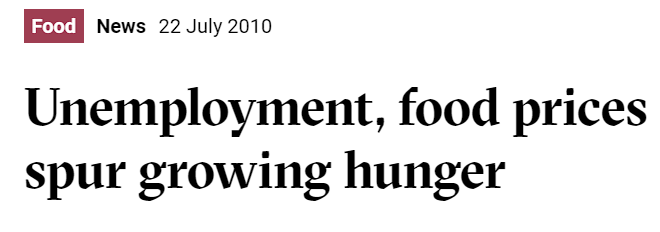 Food News 22 July 2010
Unemployment, food prices
spur growing hunger